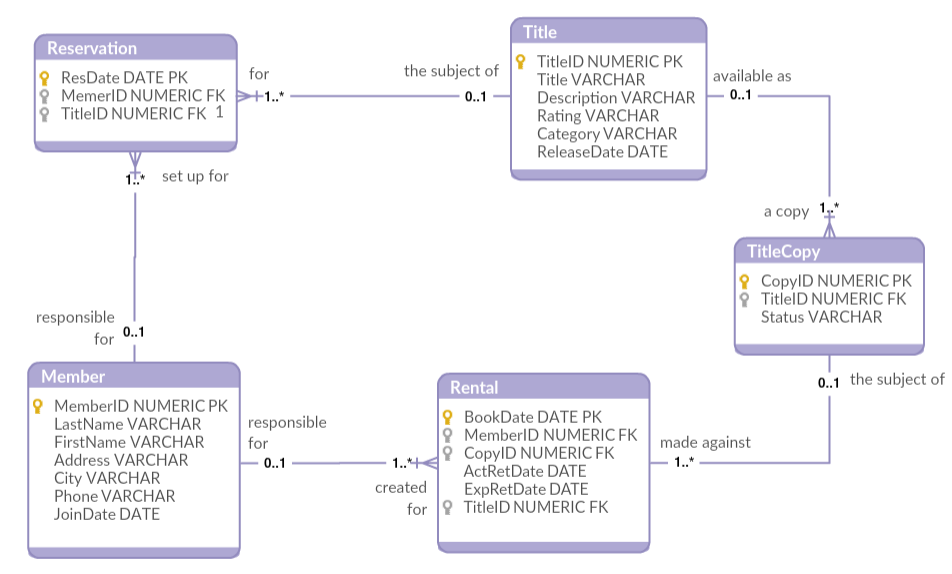 Reservation
ResDate DATE PK
MemerID NUMERIC FK
TitleID NUMERIC FK 1
for
1..*
the subject of
0..1
Title
TitleID NUMERIC PK
Title VARCHAR
Description VARCHAR
Rating VARCHAR
Category VARCHAR
ReleaseDate DATE
available as
0..1
1..*
set up for
a copy
1..*
TitleCopy
CopyID NUMERIC PK
TitleID NUMERIC FK
Status VARCHAR
responsible
for
0..1
Member
MemberID NUMERIC PK
LastName VARCHAR
FirstName VARCHAR
Address VARCHAR
City VARCHAR
Phone VARCHAR
JoinDate DATE
responsible
for
0..1
1..*
created
for
Rental
BookDate DATE PK
MemberID NUMERIC FK
CopyID NUMERIC FK
ActRetDate DATE
ExpRetDate DATE
TitleID NUMERIC FK
made against
1..*
0..1
the subject of